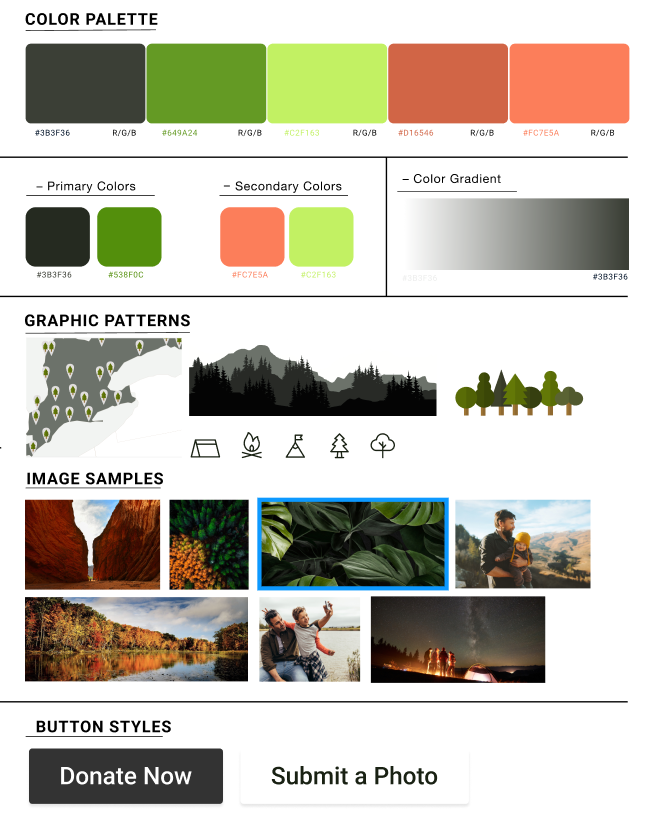 COLOR PALETTE
#3B3F36 R/G/B #649A24 R/G/B #C2F163 R/G/B #D16546 R/G/B #FC7E5A R/G/B
– Primary Colors
– Secondary Colors
– Color Gradient
#3B3F36 #538F0C #FC7E5A #C2F163
#3B3F36 #3B3F36
GRAPHIC PATTERNS
IMAGE SAMPLES
BUTTON STYLES
Donate Now
Submit a Photo